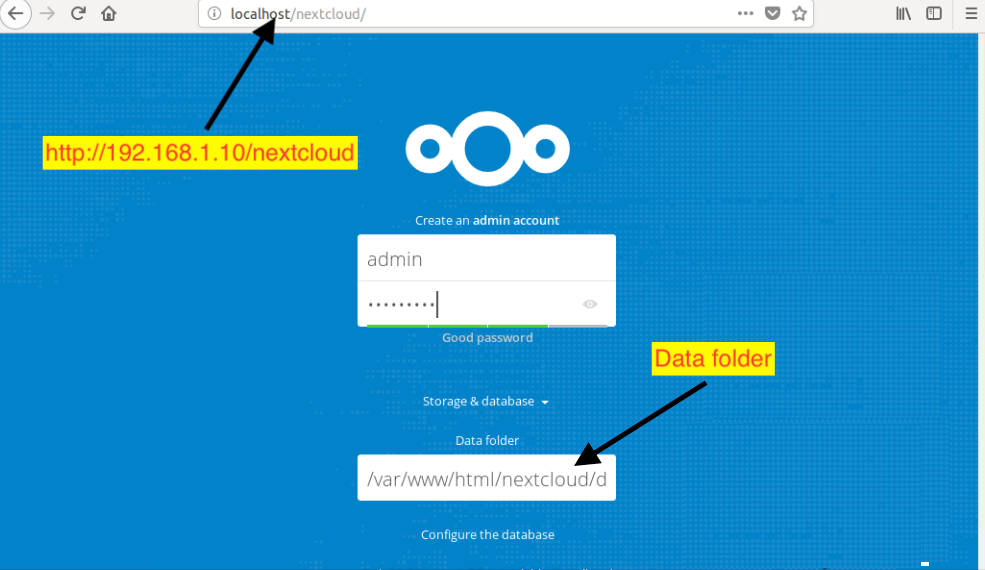 localhost/nextcloud/
http://192.168.1.10/nextcloud
Create an admin account
admin
Good password
Data folder
Storage & database
Data folder
/var/www/html/nextcloud/d
Configure the database